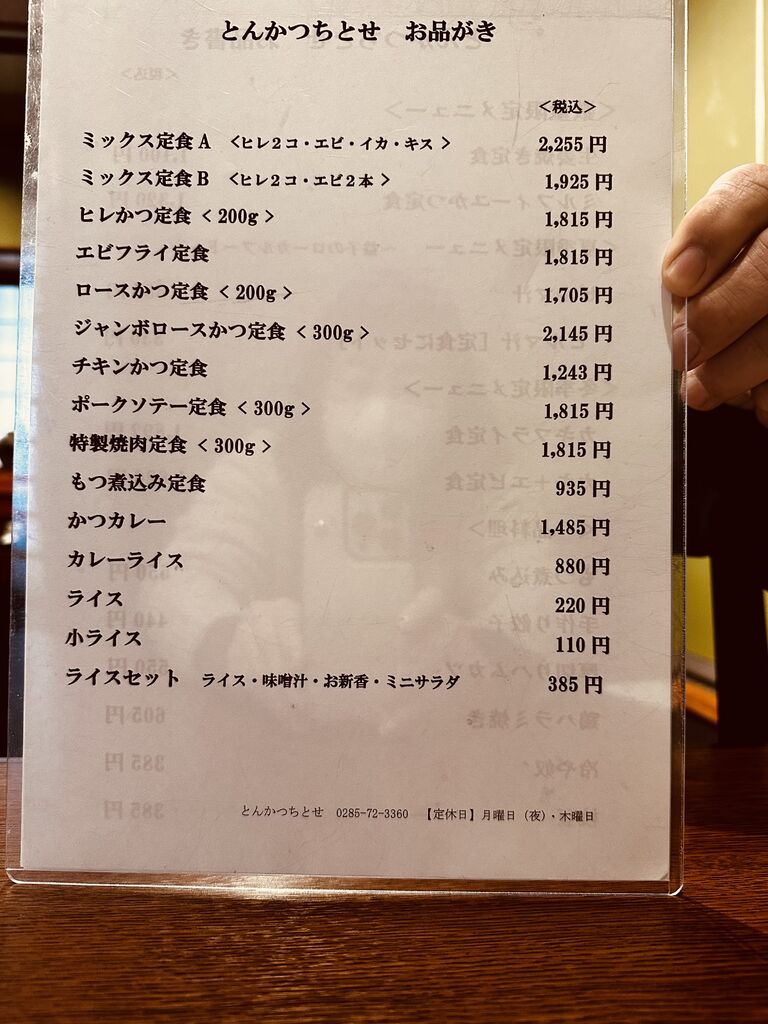 とんかつちとせ　お品がき
＜税込＞
ミックス定食A　＜ヒレ２コ・エビ・イカ・キス＞　2,255円
ミックス定食B　＜ヒレ２コ・エビ２本＞　1,925円
ヒレかつ定食＜200g＞　1,815円
エビフライ定食　1,815円
ロースかつ定食＜200g＞　1,705円
ジャンボロースかつ定食＜300g＞　2,145円
チキンかつ定食　1,243円
ポークソテー定食＜300g＞　1,815円
特製焼肉定食＜300g＞　1,815円
もつ煮込み定食　935円
かつカレー　1,485円
カレーライス　880円
ライス　220円
小ライス　110円
ライスセット　ライス・味噌汁・お新香・ミニサラダ　385円
とんかつちとせ　0285-72-3360　【定休日】月曜日（夜）・木曜日